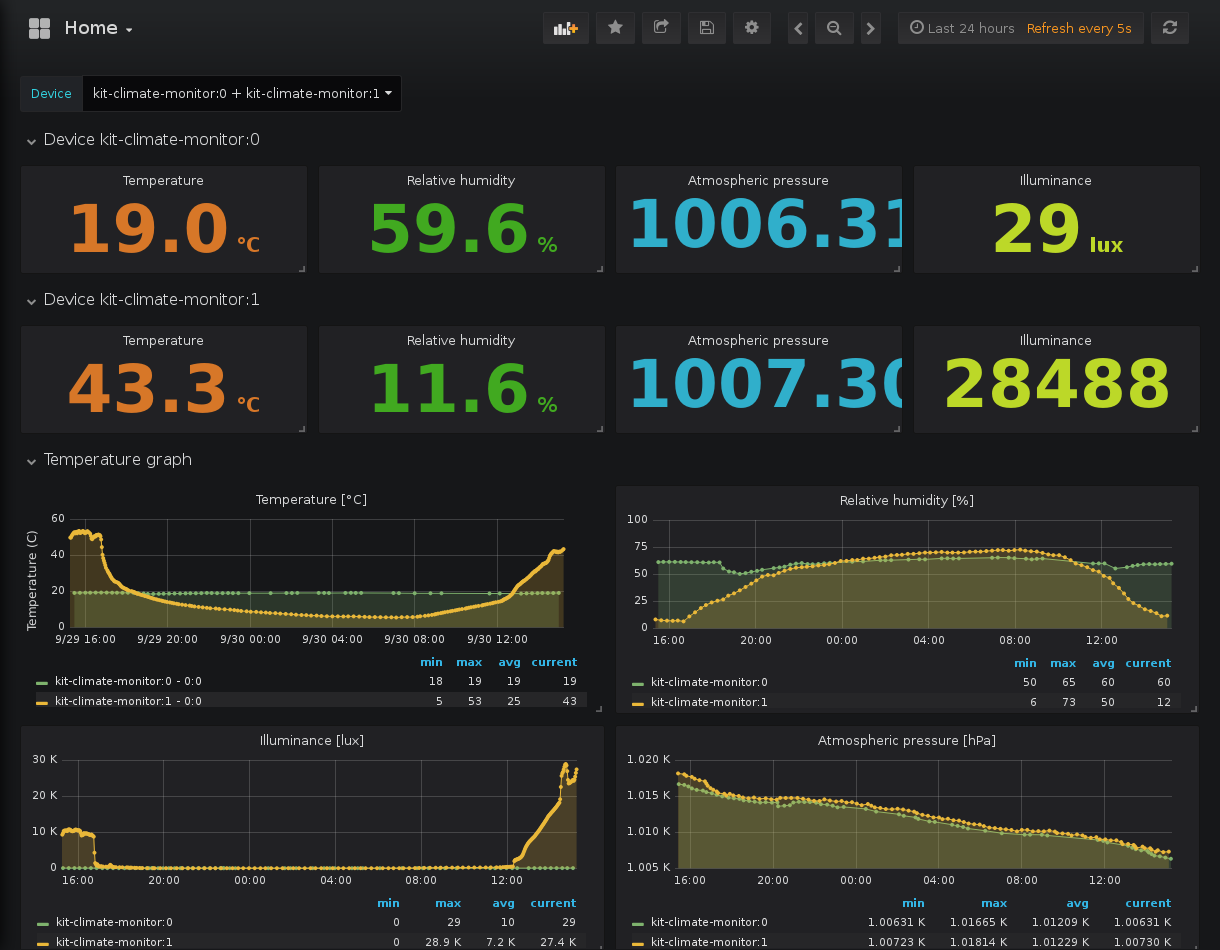 Home
Last 24 hours Refresh every 5s
Device kit-climate-monitor:0 + kit-climate-monitor:1
Device kit-climate-monitor:0
Temperature Relative humidity Atmospheric pressure Illuminance
19.0 °C 59.6 % 1006.31 29 lux
Device kit-climate-monitor:1
Temperature Relative humidity Atmospheric pressure Illuminance
43.3 °C 11.6 % 1007.30 28488
Temperature graph
Temperature [°C]
Temperature (C)
60
40
20
0
9/29 16:00 9/29 20:00 9/30 00:00 9/30 04:00 9/30 08:00 9/30 12:00
min max avg current
kit-climate-monitor:0 - 0:0 18 19 19 19
kit-climate-monitor:1 - 0:0 5 53 25 43
Relative humidity [%]
100
75
50
25
0
16:00 20:00 00:00 04:00 08:00 12:00
min max avg current
kit-climate-monitor:0 50 65 60 60
kit-climate-monitor:1 6 73 50 12
Illuminance [lux]
30 K
20 K
10 K
0
16:00 20:00 00:00 04:00 08:00 12:00
min max avg current
kit-climate-monitor:0 0 29 10 29
kit-climate-monitor:1 0 28.9 K 7.2 K 27.4 K
Atmospheric pressure [hPa]
1.020 K
1.015 K
1.010 K
1.005 K
16:00 20:00 00:00 04:00 08:00 12:00
min max avg current
kit-climate-monitor:0 1.00631 K 1.01665 K 1.01209 K 1.00631 K
kit-climate-monitor:1 1.00723 K 1.01814 K 1.01229 K 1.00730 K